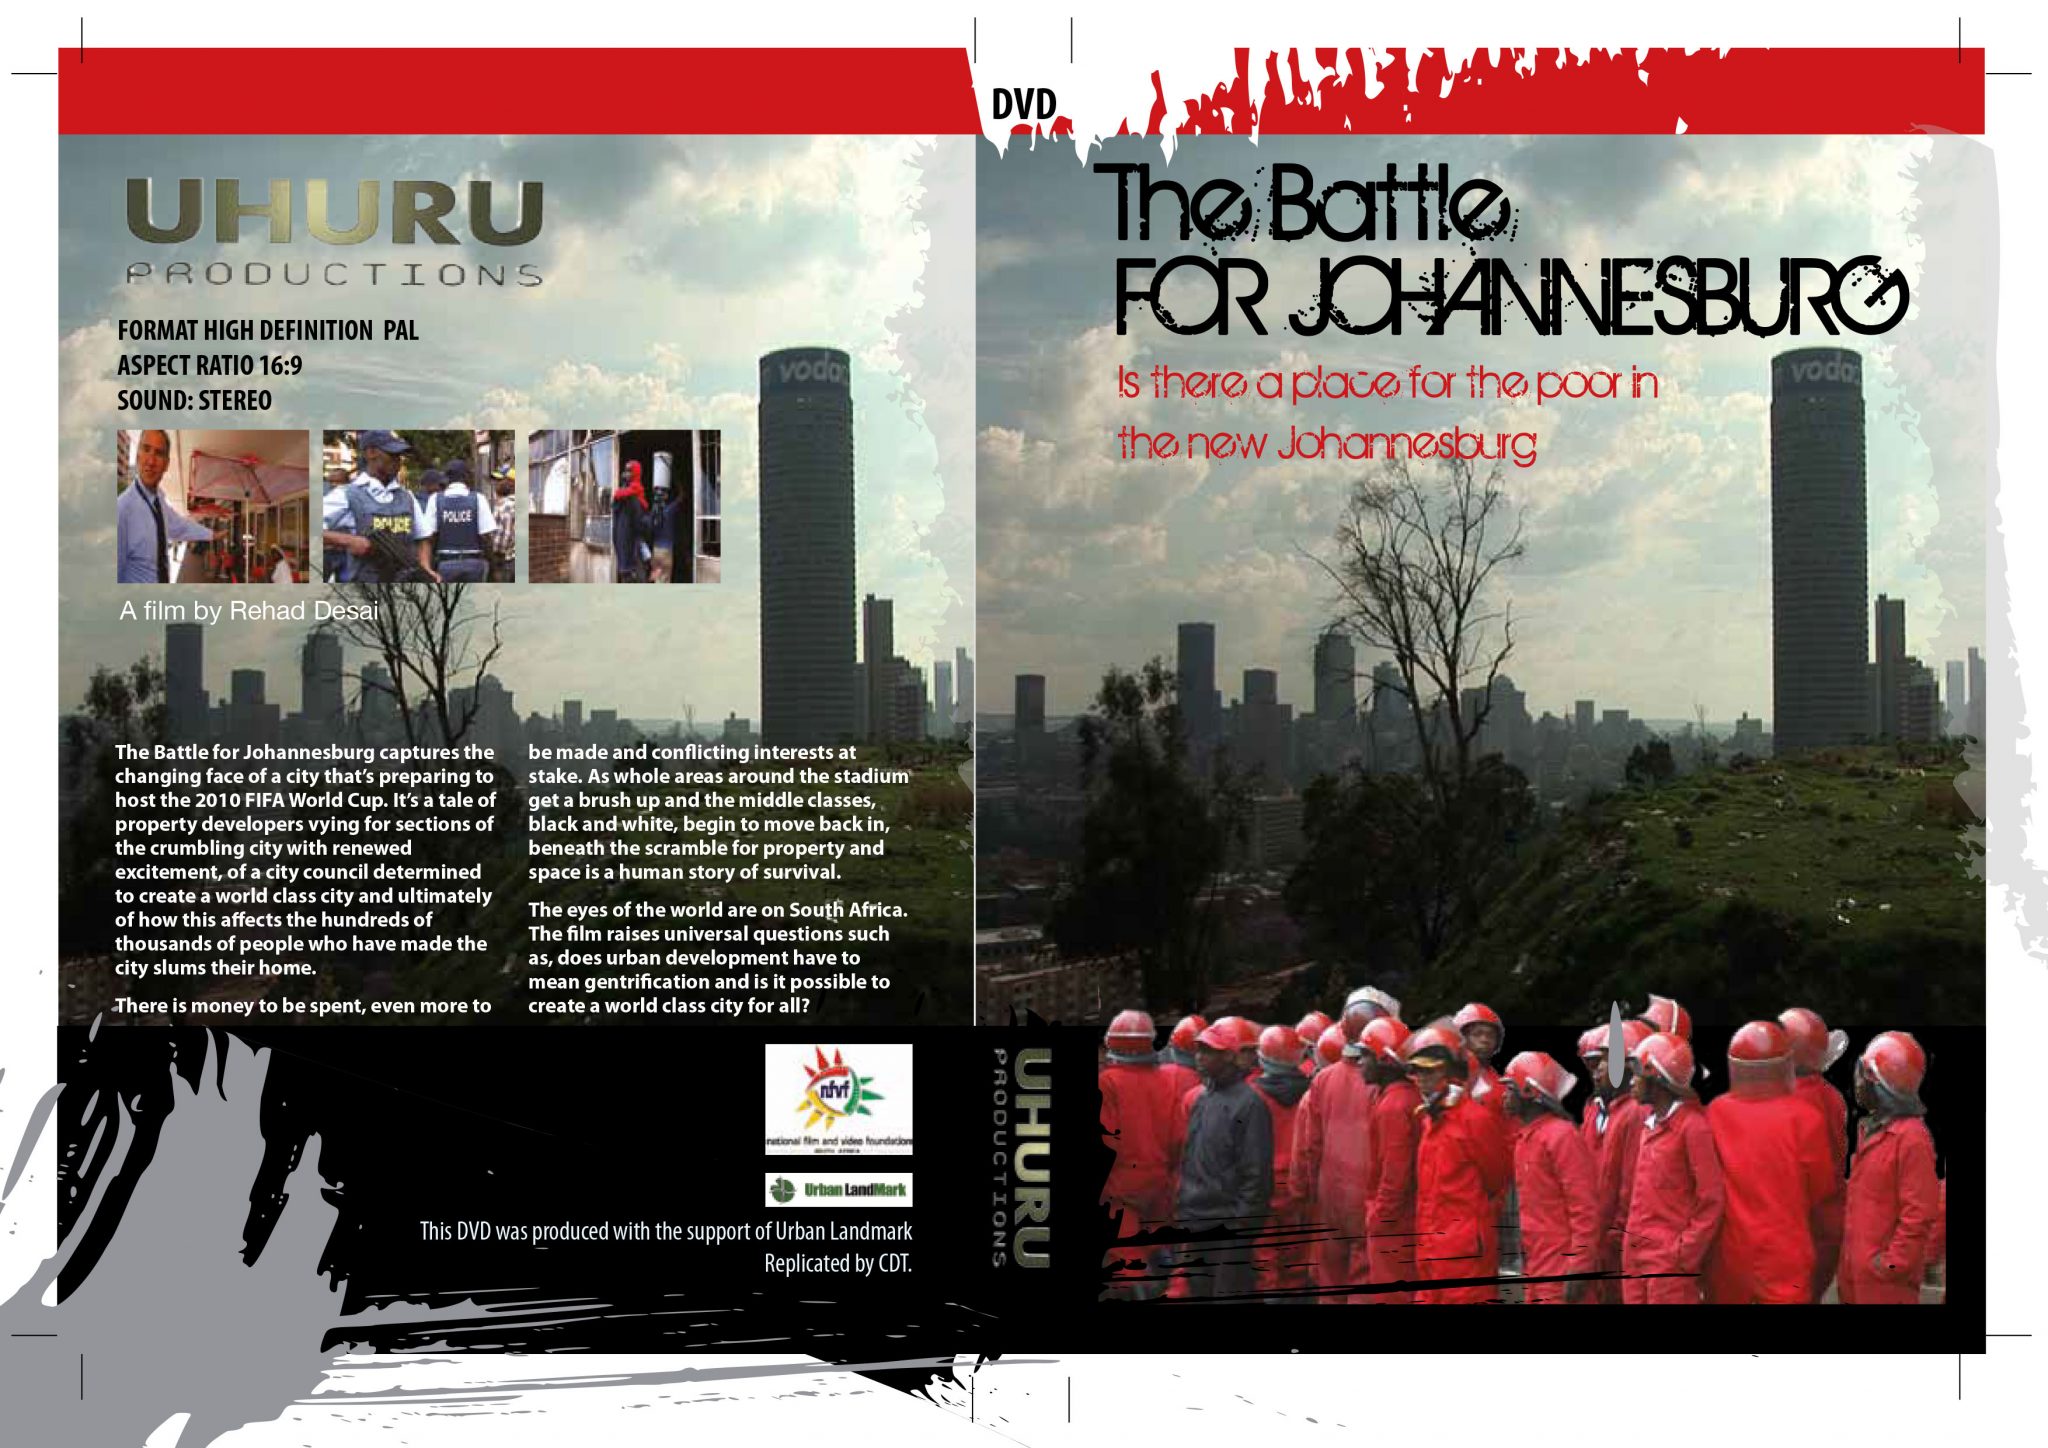 UHURU
PRODUCTIONS
FORMAT HIGH DEFINITION PAL
ASPECT RATIO 16:9
SOUND: STEREO
POLICE
POLICE
voda
A film by Rehad Desai
The Battle for Johannesburg captures the
changing face of a city that's preparing to
host the 2010 FIFA World Cup. It's a tale of
property developers vying for sections of
the crumbling city with renewed
excitement, of a city council determined
to create a world class city and ultimately
of how this affects the hundreds of
thousands of people who have made the
city slums their home.
There is money to be spent, even more to
be made and conflicting interests at
stake. As whole areas around the stadium
get a brush up and the middle classes,
black and white, begin to move back in,
beneath the scramble for property and
space is a human story of survival.
The eyes of the world are on South Africa.
The film raises universal questions such
as, does urban development have to
mean gentrification and is it possible to
create a world class city for all?
nfvf
national film and video foundation
SOUTH AFRICA
Urban LandMark
This DVD was produced with the support of Urban Landmark
Replicated by CDT.
DVD
UHURU
PRODUCTIONS
The Battle
FOR JOHANNESBURG
Is there a place for the poor in
the new Johannesburg
voda